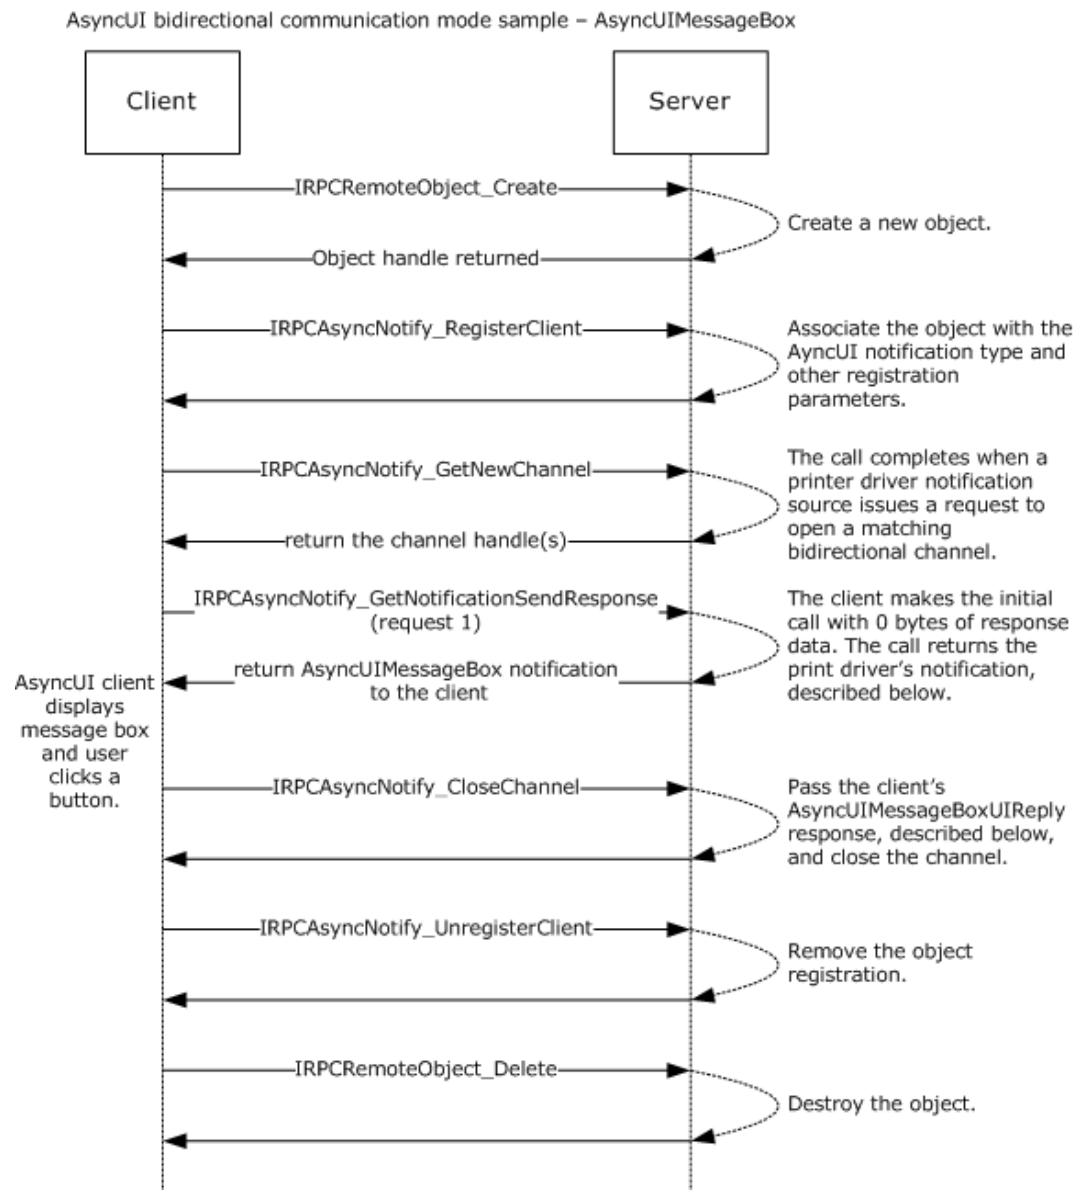 AsyncUI bidirectional communication mode sample – AsyncUIMessageBox
Client
Server
IRPCRemoteObject_Create
Create a new object.
Object handle returned
IRPCAsyncNotify_RegisterClient
Associate the object with the
AyncUI notification type and
other registration
parameters.
IRPCAsyncNotify_GetNewChannel
The call completes when a
printer driver notification
source issues a request to
open a matching
bidirectional channel.
return the channel handle(s)
IRPCAsyncNotify_GetNotificationSendResponse
(request 1)
The client makes the initial
call with 0 bytes of response
data. The call returns the
print driver's notification,
described below.
return AsyncUIMessageBox notification
to the client
AsyncUI client
displays
message box
and user
clicks a
button.
IRPCAsyncNotify_CloseChannel
Pass the client's
AsyncUIMessageBoxUIReply
response, described below,
and close the channel.
IRPCAsyncNotify_UnregisterClient
Remove the object
registration.
IRPCRemoteObject_Delete
Destroy the object.